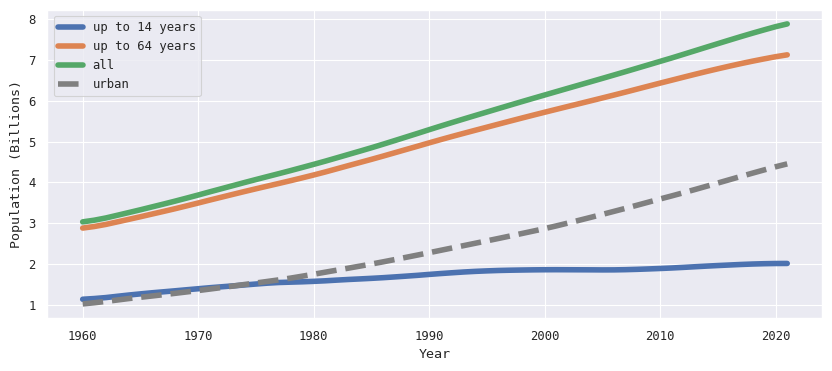 up to 14 years
up to 64 years
all
urban
Population (Billions)
8
7
6
5
4
3
2
1
1960 1970 1980 1990 2000 2010 2020
Year